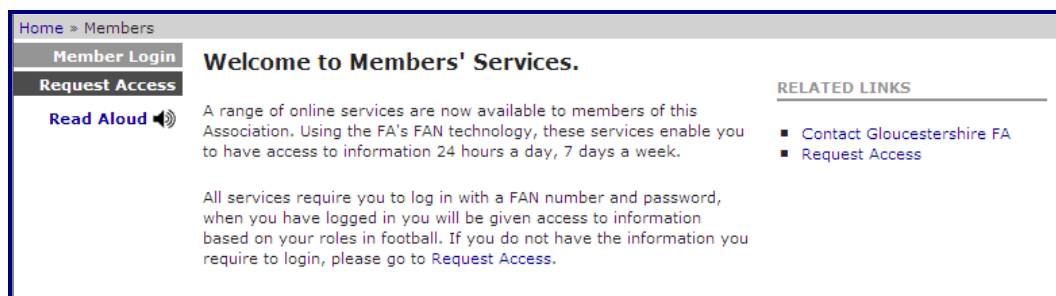 Home » Members
Member Login
Request Access
Read Aloud
Welcome to Members' Services.
A range of online services are now available to members of this
Association. Using the FA's FAN technology, these services enable you
to have access to information 24 hours a day, 7 days a week.
All services require you to log in with a FAN number and password,
when you have logged in you will be given access to information
based on your roles in football. If you do not have the information you
require to login, please go to Request Access.
RELATED LINKS
Contact Gloucestershire FA
Request Access